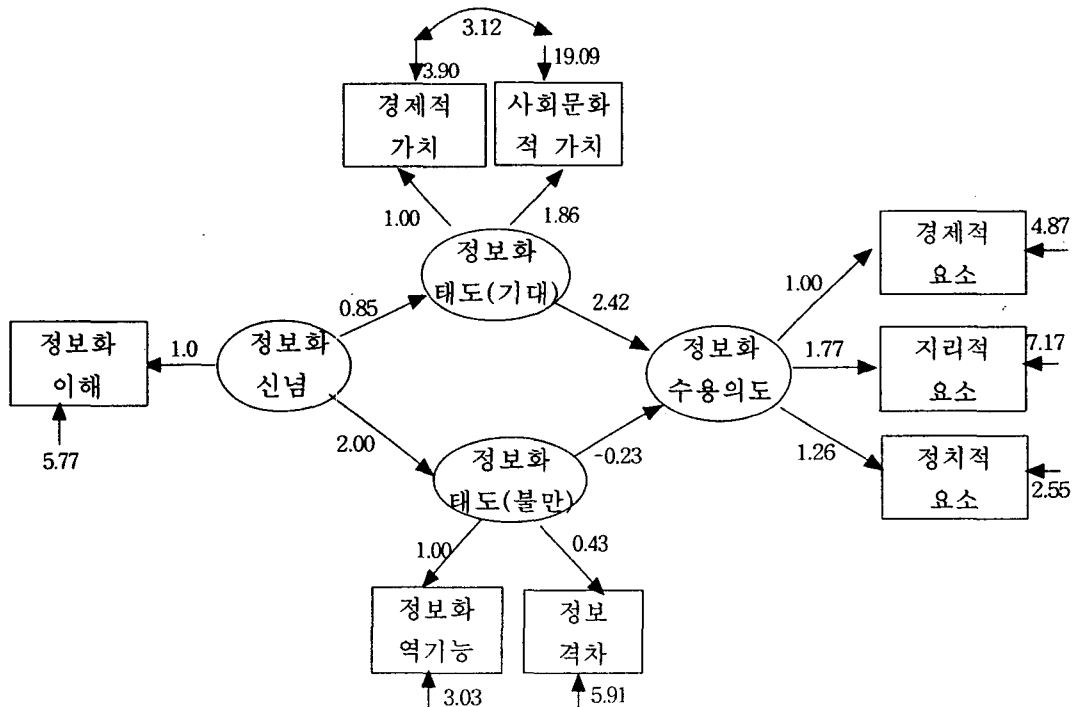 3.12
3.90
19.09
경제적
가치
사회문화
적 가치
1.00
1.86
정보화
태도(기대)
0.85
2.42
정보화
이해
1.0
5.77
정보화
신념
2.00
정보화
태도(불만)
-0.23
1.00
0.43
정보화
역기능
3.03
정보
격차
5.91
정보화
수용의도
1.00
1.77
1.26
경제적
요소
4.87
지리적
요소
7.17
정치적
요소
2.55